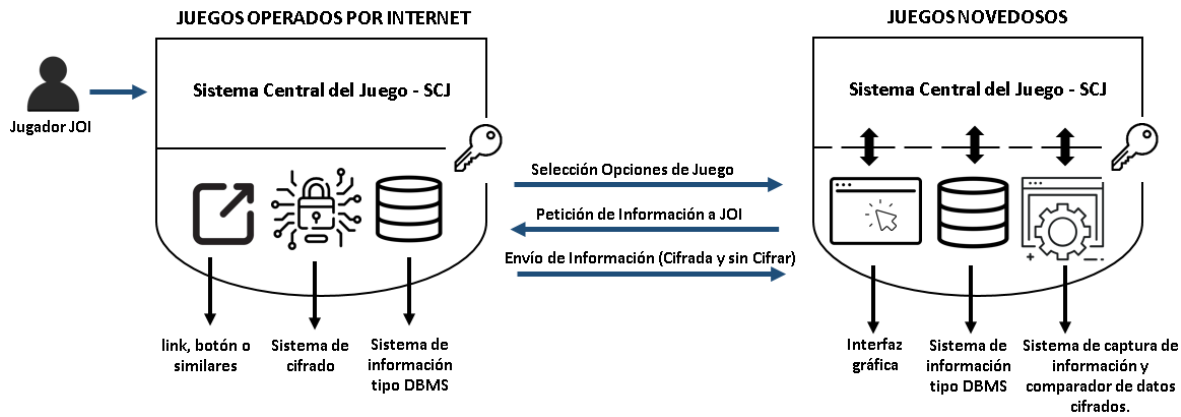 JUEGOS OPERADOS POR INTERNET
JUEGOS NOVEDOSOS
Jugador JOI
Sistema Central del Juego - SCJ
Sistema Central del Juego - SCJ
Selección Opciones de Juego
Petición de Información a JOI
Envío de Información (Cifrada y sin Cifrar)
link, botón o
similares
Sistema de
cifrado
Sistema de
información
tipo DBMS
Interfaz
gráfica
Sistema de
información
tipo DBMS
Sistema de captura de
información y
comparador de datos
cifrados.